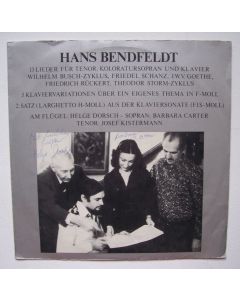 HANS BENDFELDT
13 LIEDER FÜR TENOR, KOLORATURSOPRAN UND KLAVIER
WILHELM BUSCH-ZYKLUS, FRIEDEL SCHANZ, J.W.V. GOETHE,
FRIEDRICH RÜCKERT, THEODOR STORM-ZYKLUS
3 KLAVIERVARIATIONEN ÜBER EIN EIGENES THEMA IN F-MOLL
2. SATZ (LARGHETTO H-MOLL) AUS DER KLAVIERSONATE (FIS-MOLL)
AM FLÜGEL: HELGE DORSCH - SOPRAN, BARBARA CARTER
TENOR: JOSEF KISTERMANN